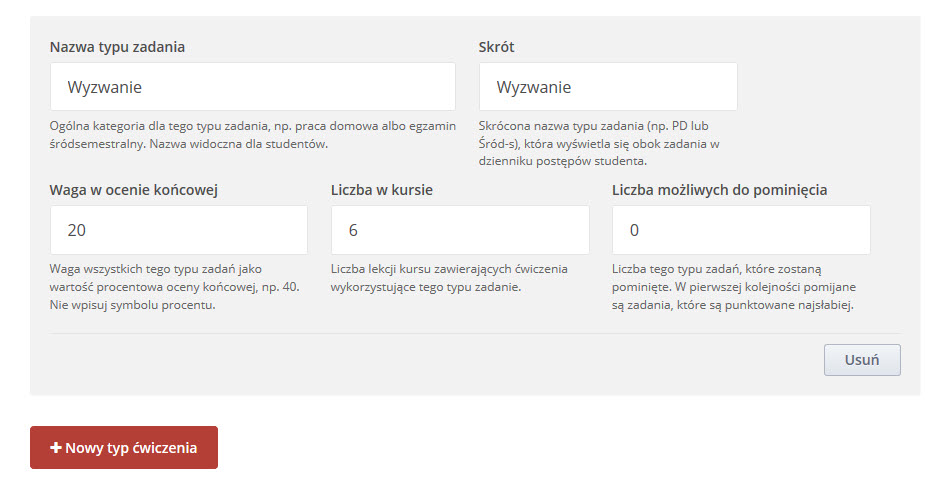 Nazwa typu zadania
Skrót
Wyzwanie
Wyzwanie
Ogólna kategoria dla tego typu zadania, np. praca domowa albo egzamin
śródsemestralny. Nazwa widoczna dla studentów.
Skrócona nazwa typu zadania (np. PD lub
Śród-s), która wyświetla się obok zadania w
dzienniku postępów studenta.
Waga w ocenie końcowej
Liczba w kursie
Liczba możliwych do pominięcia
20
6
0
Waga wszystkich tego typu zadań jako
wartość procentowa oceny końcowej, np. 40.
Nie wpisuj symbolu procentu.
Liczba lekcji kursu zawierających ćwiczenia
wykorzystujące tego typu zadanie.
Liczba tego typu zadań, które zostaną
pominięte. W pierwszej kolejności pomijane
są zadania, które są punktowane najsłabiej.
Usuń
+ Nowy typ ćwiczenia